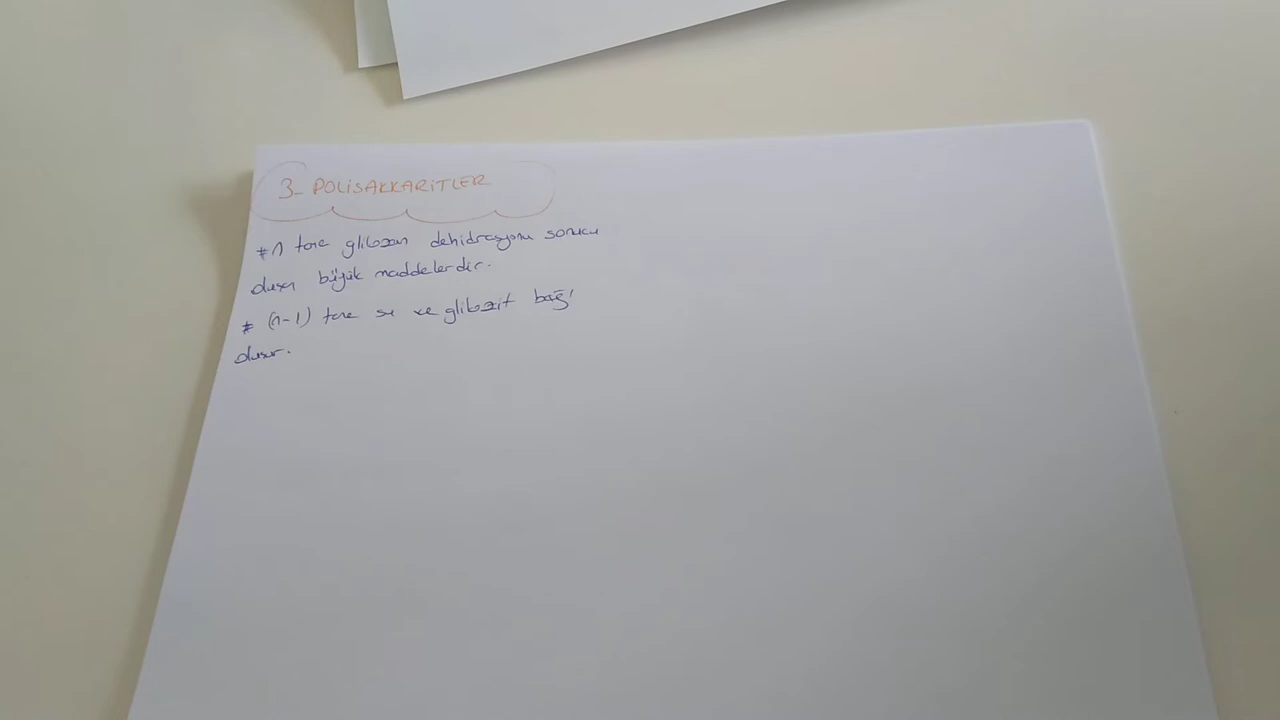 3- POLİSAKKARİTLER
* n tane glikozun dehidrasyonu sonucu
oluşan büyük maddelerdir.
* (n-1) tane su ve glikozit bağı
oluşur.